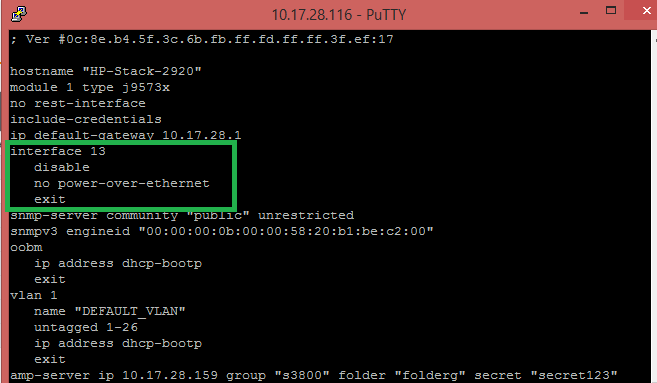 10.17.28.116 - PuTTY
; Ver #0c:8e.b4.5f.3c.6b.fb.ff.fd.ff.ff.3f.ef:17
hostname "HP-Stack-2920"
module 1 type j9573x
no rest-interface
include-credentials
ip default-gateway 10.17.28.1
interface 13
disable
no power-over-ethernet
exit
snmp-server community "public" unrestricted
snmpv3 engineid "00:00:00:0b:00:00:58:20:b1:be:c2:00"
oobm
ip address dhcp-bootp
exit
vlan 1
name "DEFAULT_VLAN"
untagged 1-26
ip address dhcp-bootp
exit
amp-server ip 10.17.28.159 group "s3800" folder "folderg" secret "secret123"